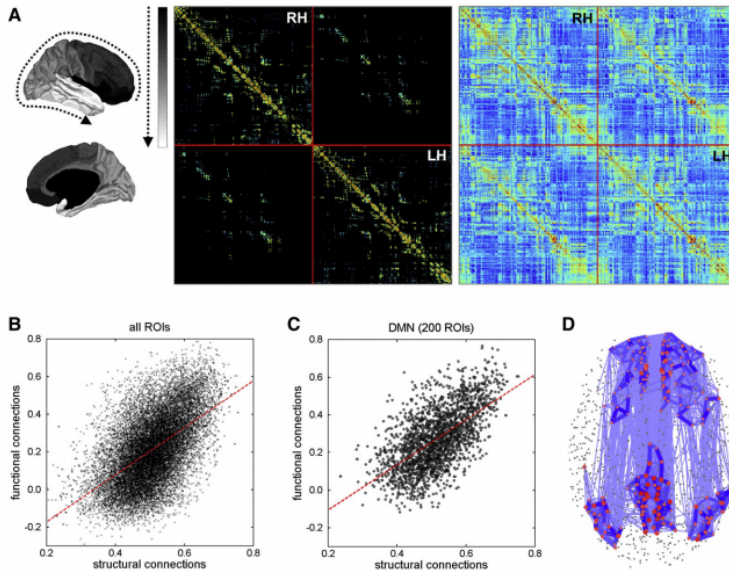 A
RH
LH
RH
LH
B
all ROIs
0.8
0.6
0.4
0.2
0.0
-0.2
functional connections
0.2
0.4
0.6
0.8
structural connections
C
DMN (200 ROIs)
0.8
0.6
0.4
0.2
0.0
-0.2
functional connections
0.2
0.4
0.6
0.8
structural connections
D